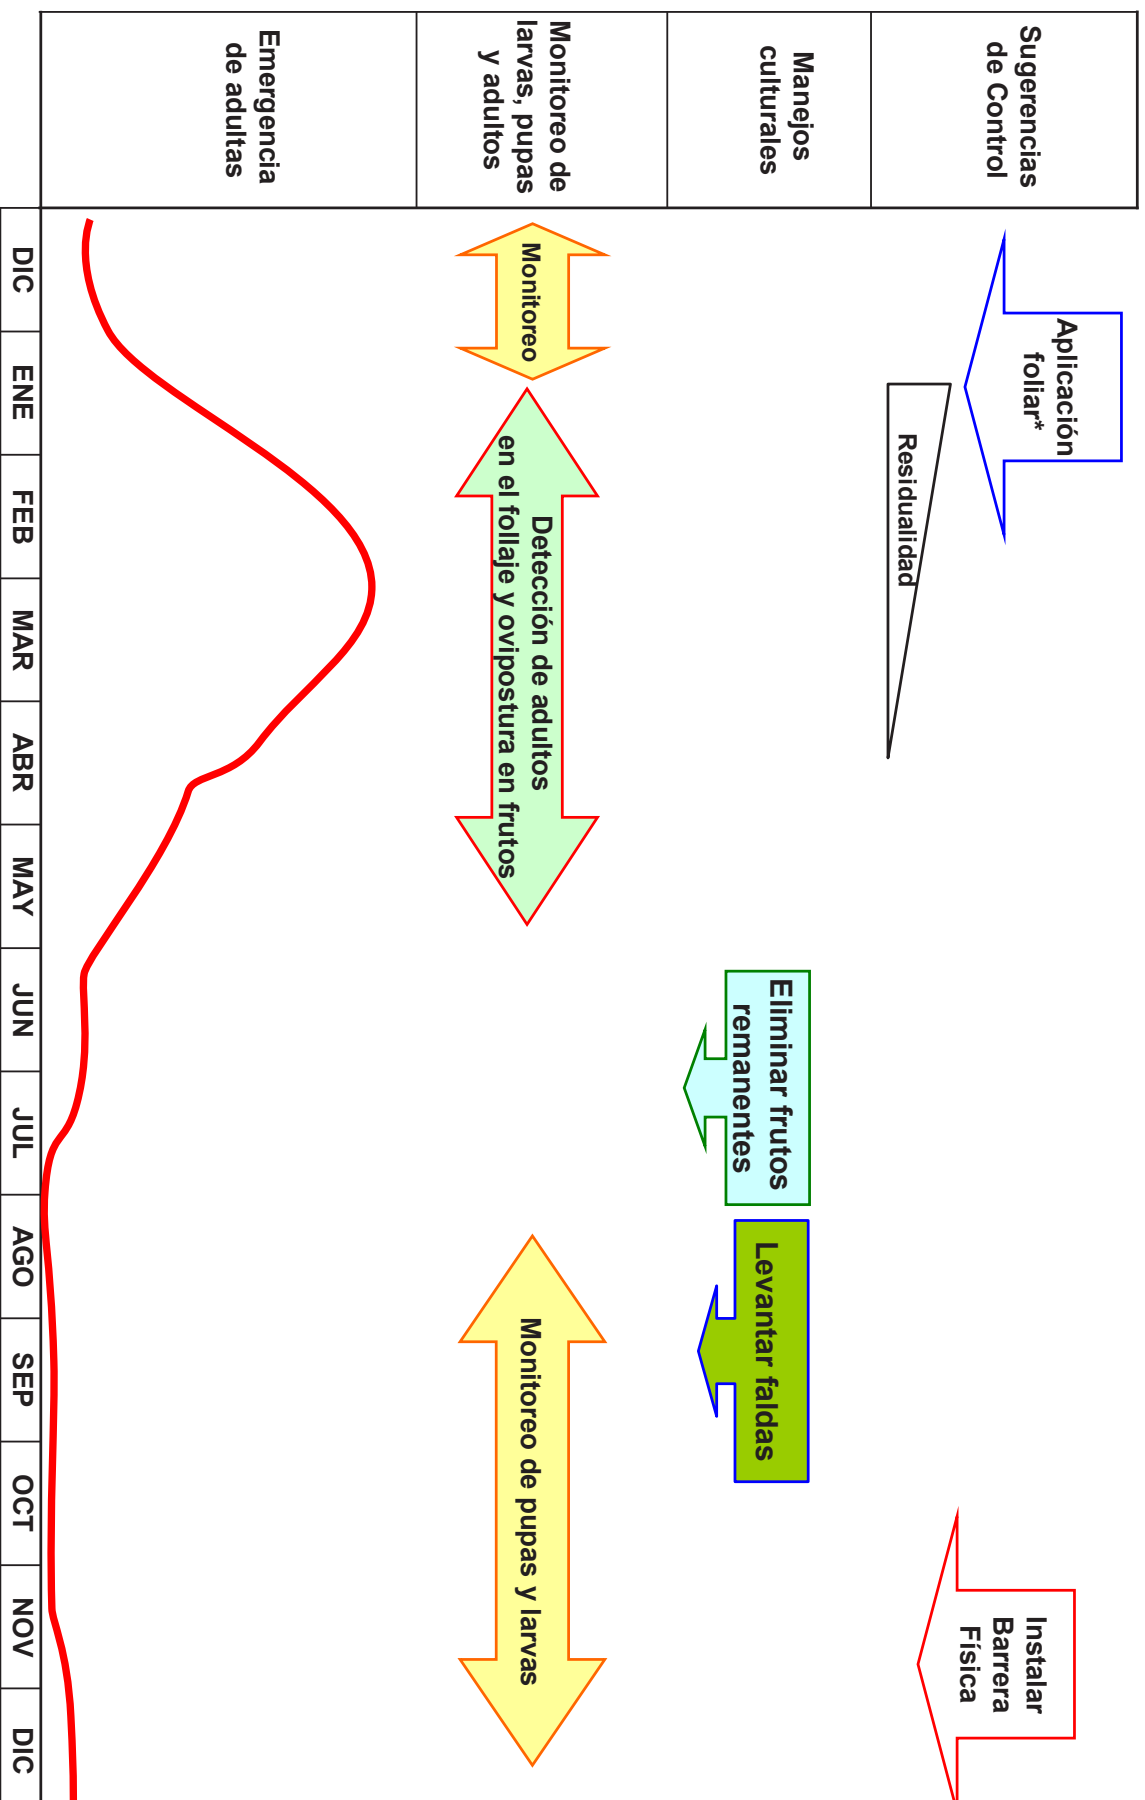 Sugerencias
de Control
Aplicación
foliar*
Residualidad
Instalar
Barrera
Física
Manejos
culturales
Eliminar frutos
remanentes
Levantar faldas
Monitoreo de
larvas, pupas
y adultos
Monitoreo
Detección de adultos
en el follaje y ovipostura en frutos
Monitoreo de pupas y larvas
Emergencia
de adultas
DIC ENE FEB MAR ABR MAY JUN JUL AGO SEP OCT NOV DIC